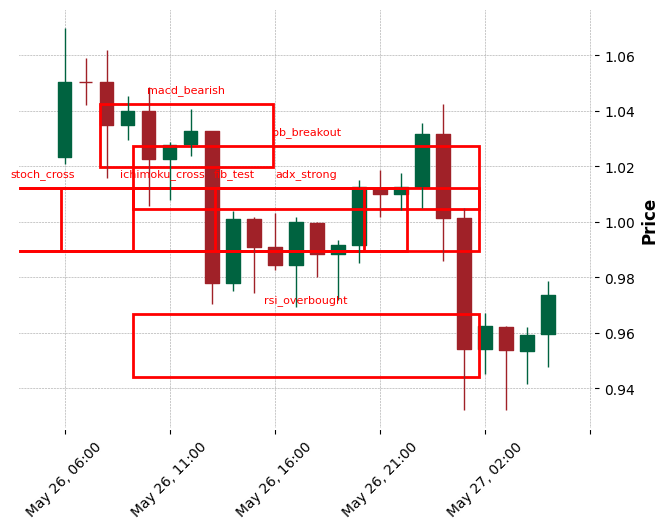 macd_bearish
bb_breakout
stoch_cross
ichimoku_cross
adx_strong
rsi_overbought
1.06
1.04
1.02
1.00
0.98
0.96
0.94
Price
May 26, 06:00
May 26, 11:00
May 26, 16:00
May 26, 21:00
May 27, 02:00